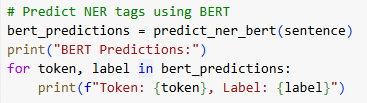 # Predict NER tags using BERT
bert_predictions = predict_ner_bert(sentence)
print("BERT Predictions:")
for token, label in bert_predictions:
    print(f"Token: {token}, Label: {label}")